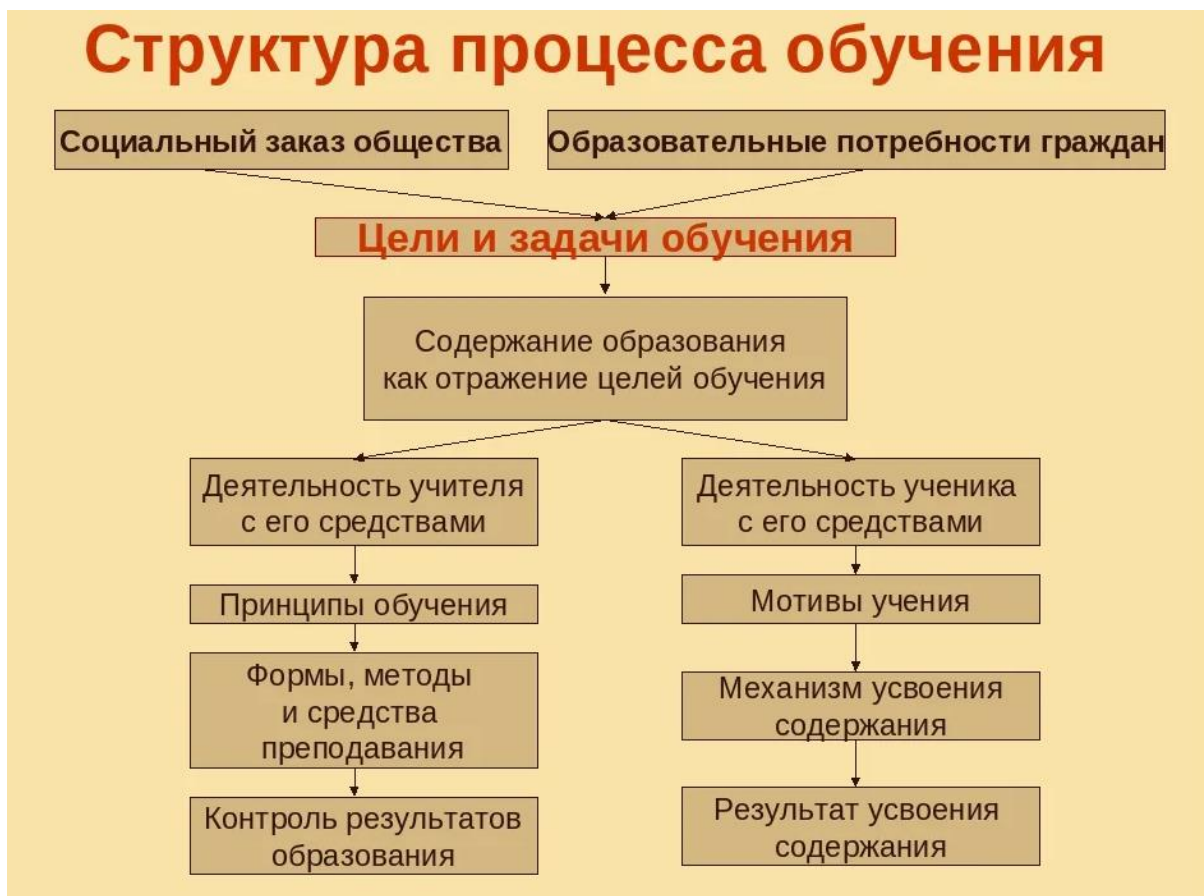 Структура процесса обучения
Социальный заказ общества
Образовательные потребности граждан
Цели и задачи обучения
Содержание образования
как отражение целей обучения
Деятельность учителя
с его средствами
Принципы обучения
Формы, методы
и средства
преподавания
Контроль результатов
образования
Деятельность ученика
с его средствами
Мотивы учения
Механизм усвоения
содержания
Результат усвоения
содержания